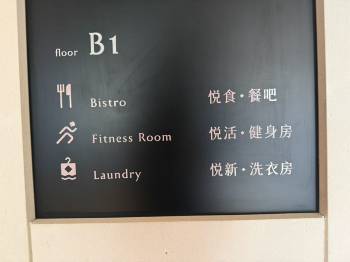 floor B1
Bistro 悦食·餐吧
Fitness Room 悦活·健身房
Laundry 悦新·洗衣房